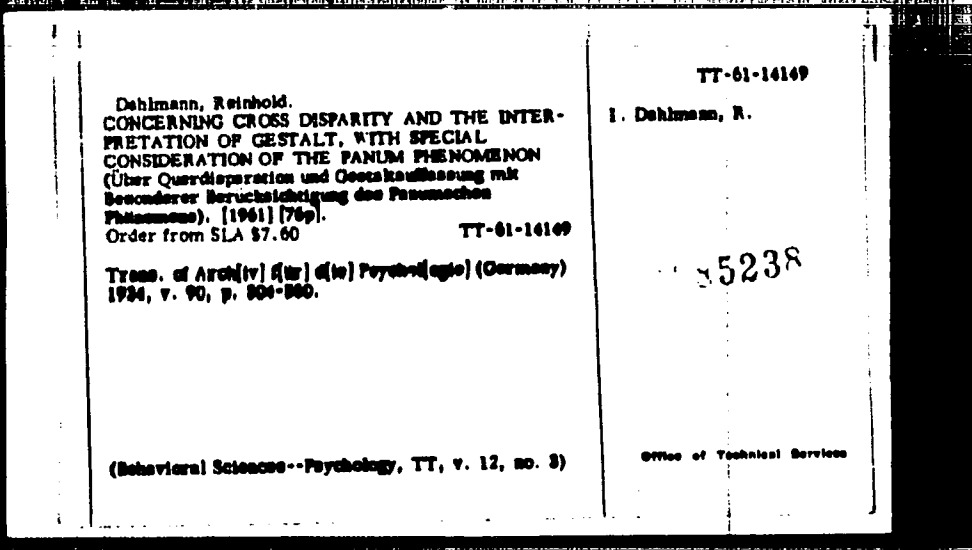 TT-61-14149
Dahlmann, Reinhold.
CONCERNING CROSS DISPARITY AND THE INTER-
PRETATION OF GESTALT, WITH SPECIAL
CONSIDERATION OF THE PANUM PHENOMENON
(Über Querdisparation und Gestaltauffassung mit
Besonderer Berucksichtigung des Panumschen
Phänomens). [1961] [76p].
Order from SLA $7.60 TT-61-14149
Trans. of Arch[iv] f[ür] d[ie] Psychol[ogie] (Germany)
1934, v. 90, p.
(Behavioral Sciences--Psychology, TT, v. 12, no. 3)
1. Dahlmann, R.
5238
Office of Technical Services